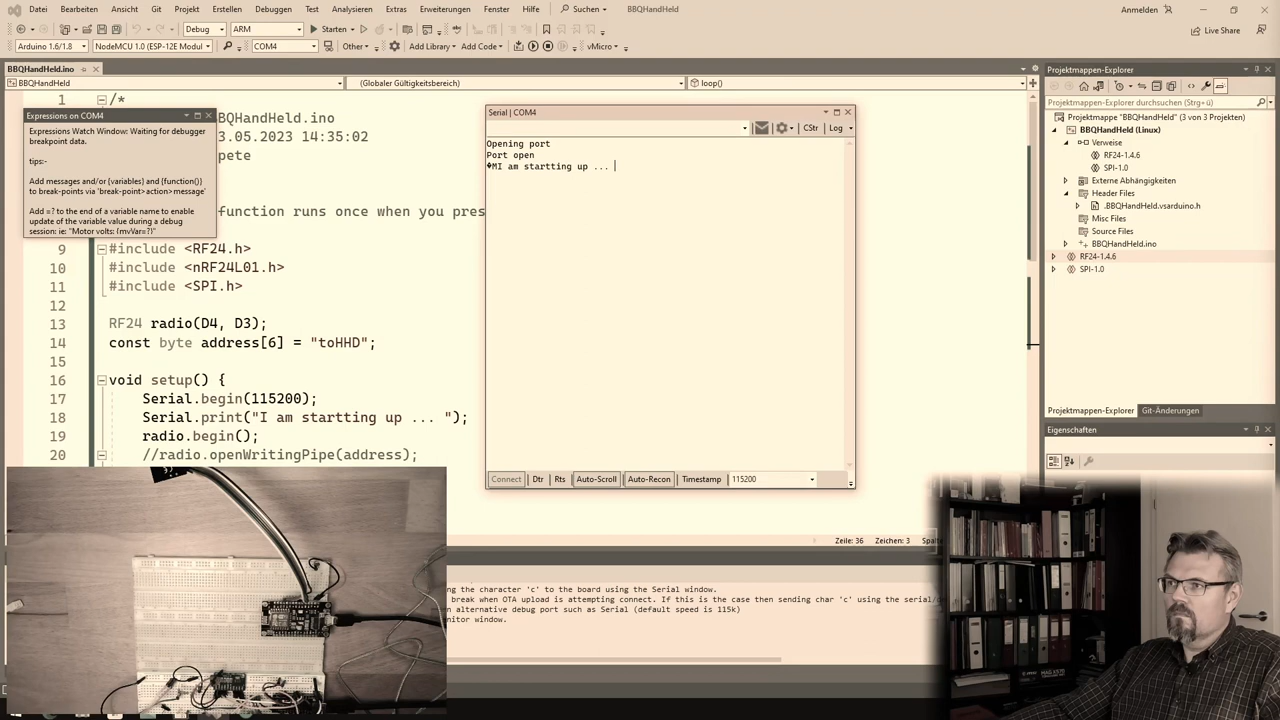 Datei Bearbeiten Ansicht Git Projekt Erstellen Debuggen Test Analysieren Extras Erweiterungen Fenster Hilfe Suchen BBQHandHeld Anmelden
Debug ARM Starten Live Share
Arduino 1.6/1.8 NodeMCU 1.0 (ESP-12E Modul COM4 Other Add Library Add Code vMicro
BBQHandHeld.ino
BBQHandHeld (Globaler Gültigkeitsbereich) loop()
1 /*
BQHandHeld.ino
3.05.2023 14:35:02
pete
function runs once when you pres
9 #include <RF24.h>
10 #include <nRF24L01.h>
11 #include <SPI.h>
12
13 RF24 radio(D4, D3);
14 const byte address[6] = "toHHD";
15
16 void setup() {
17 Serial.begin(115200);
18 Serial.print("I am startting up ... ");
19 radio.begin();
20 //radio.openWritingPipe(address);
Expressions on COM4
Expressions Watch Window: Waiting for debugger
breakpoint data.
tips:-
Add messages and/or {variables} and {function()}
to break-points via 'break-point>action>message'
Add =? to the end of a variable name to enable
update of the variable value during a debug
session: ie: "Motor volts: {myVar=?}"
Serial | COM4
CStr Log
Opening port
Port open
�MI am startting up ...
Connect Dtr Rts Auto-Scroll Auto-Recon Timestamp 115200
Zeile: 36 Zeichen: 3 Spalt
ng the character 'c' to the board using the Serial window.
break when OTA upload is attempting connect. If this is the case then sending char 'c' using the serial/
n alternative debug port such as Serial (default speed is 115k)
nitor window.
Projektmappen-Explorer
Projektmappen-Explorer durchsuchen (Strg+ü)
Projektmappe "BBQHandHeld" (3 von 3 Projekten)
BBQHandHeld (Linux)
Verweise
RF24-1.4.6
SPI-1.0
Externe Abhängigkeiten
Header Files
.BBQHandHeld.vsarduino.h
Misc Files
Source Files
BBQHandHeld.ino
RF24-1.4.6
SPI-1.0
Projektmappen-Explorer Git-Änderungen
Eigenschaften